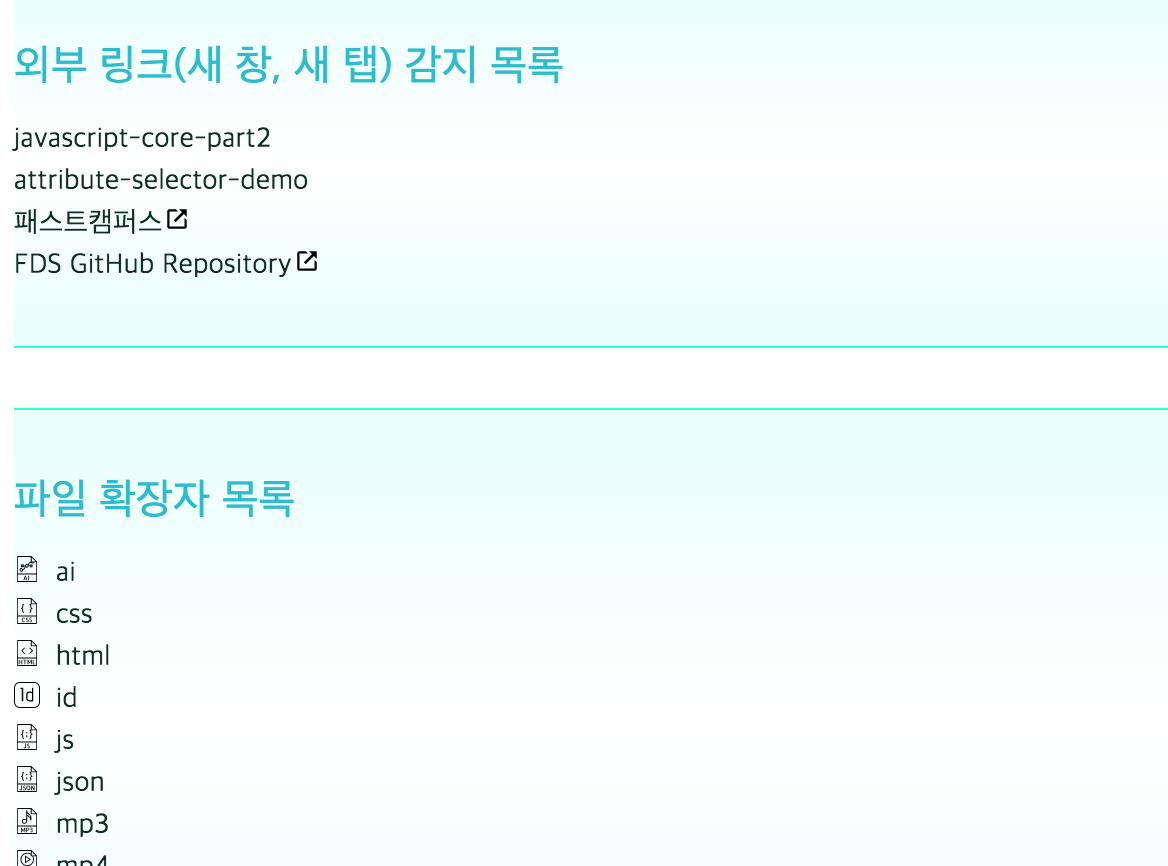 외부 링크(새 창, 새 탭) 감지 목록
javascript-core-part2
attribute-selector-demo
패스트캠퍼스
FDS GitHub Repository
파일 확장자 목록
AI ai
{ } CSS css
<> HTML html
Id id
{;} JS js
{;} JSON json
MP3 mp3
mp4